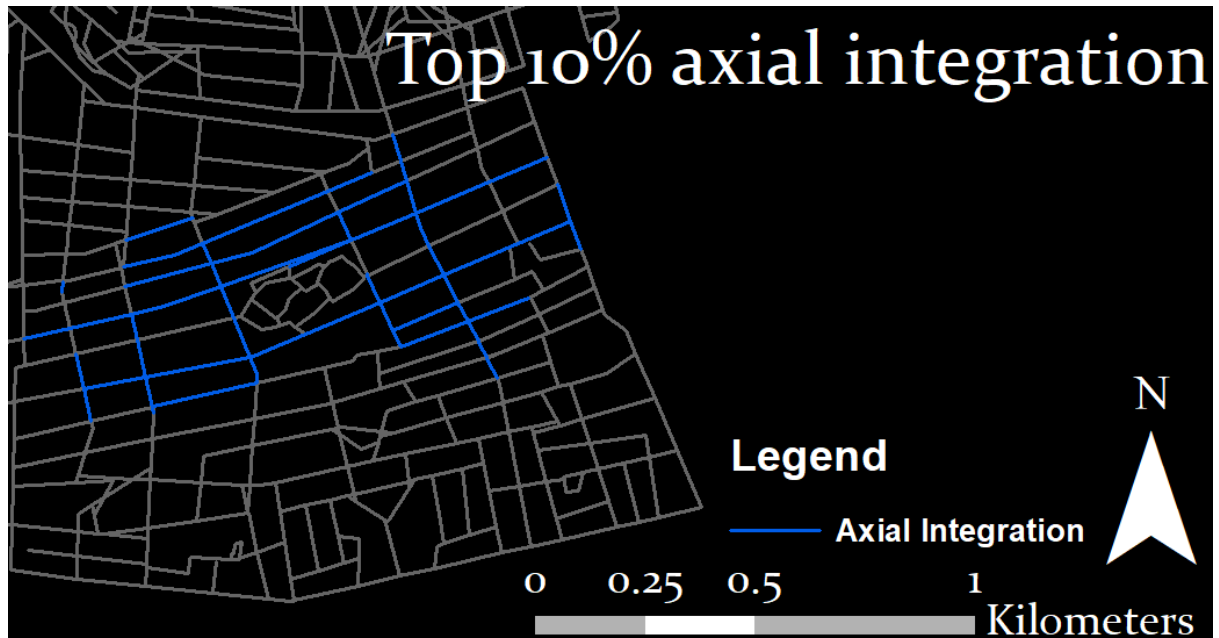 Top 10% axial integration
N
Legend
Axial Integration
0 0.25 0.5 1
Kilometers